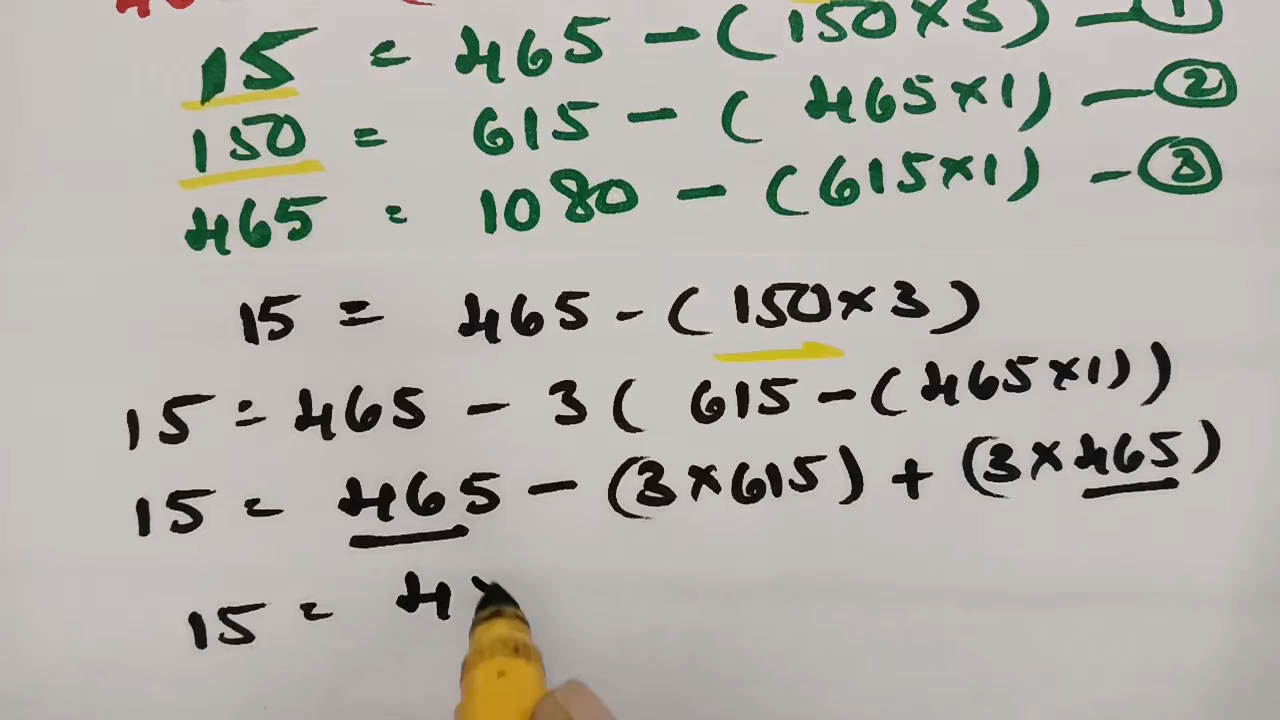 15 = 465 - (150×3) - ①
150 = 615 - (465×1) - ②
465 = 1080 - (615×1) - ③
15 = 465 - (150×3)
15 = 465 - 3(615 - (465×1))
15 = 465 - (3×615) + (3×465)
15 = 4×